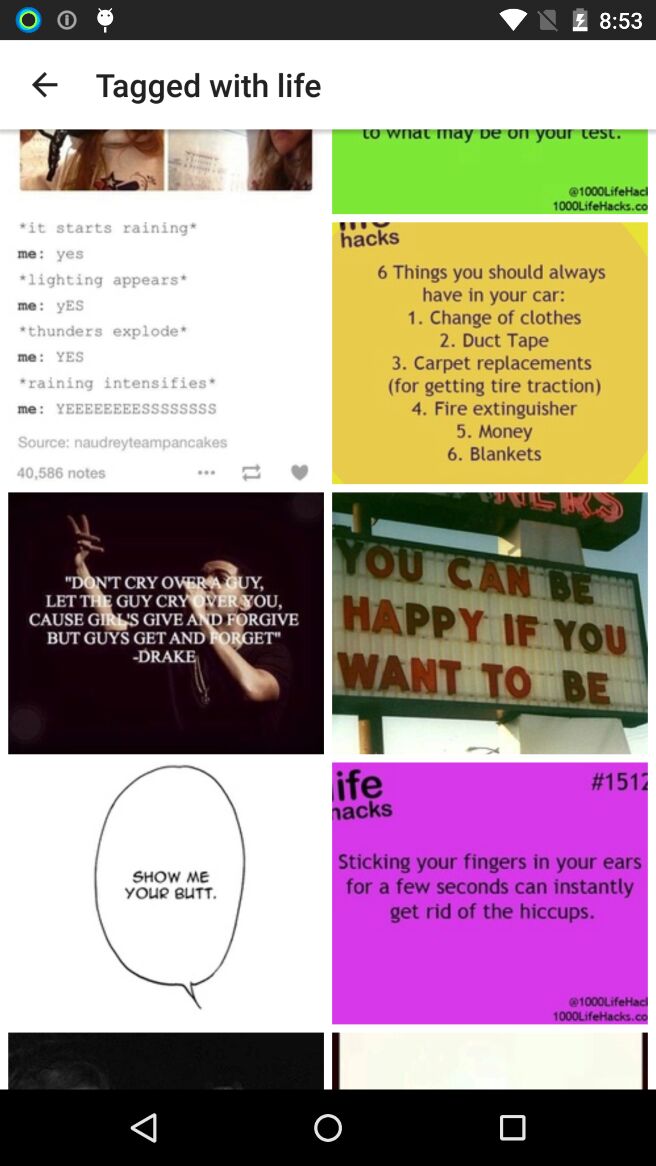 8:53
Tagged with life
to what may be on your test.
@1000LifeHac
1000LifeHacks.co
*it starts raining*
me: yes
*lighting appears*
me: yES
*thunders explode*
me: YES
*raining intensifies*
me: YEEEEEEEEESSSSSSSS
Source: naudreyteampancakes
40,586 notes
hacks
6 Things you should always
have in your car:
1. Change of clothes
2. Duct Tape
3. Carpet replacements
(for getting tire traction)
4. Fire extinguisher
5. Money
6. Blankets
"DON'T CRY OVER A GUY,
LET THE GUY CRY OVER YOU,
CAUSE GIRL'S GIVE AND FORGIVE
BUT GUYS GET AND FORGET"
-DRAKE
YOU CAN BE
HAPPY IF YOU
WANT TO BE
SHOW ME
YOUR BUTT.
ife
hacks
#1512
Sticking your fingers in your ears
for a few seconds can instantly
get rid of the hiccups.
@1000LifeHac
1000LifeHacks.co